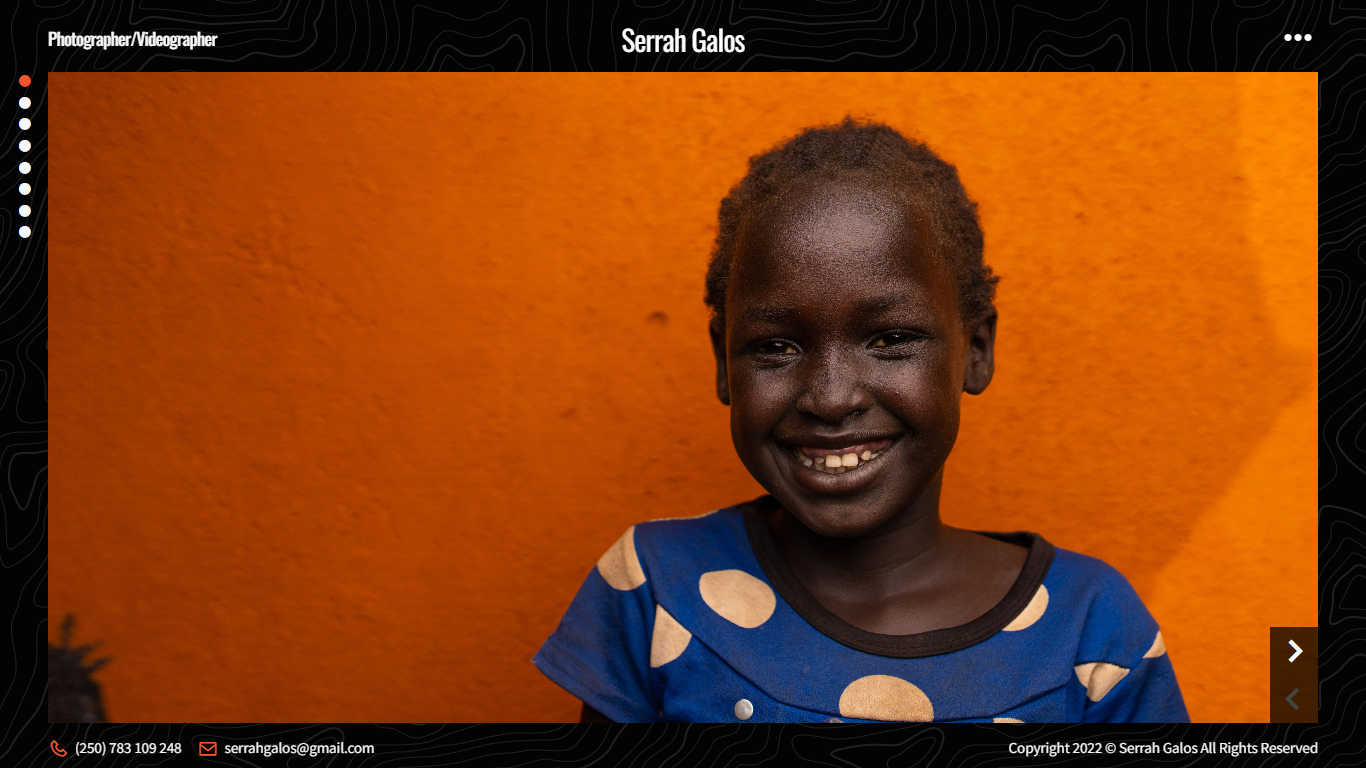 Photographer/Videographer
Serrah Galos
(250) 783 109 248
serrahgalos@gmail.com
Copyright 2022 © Serrah Galos All Rights Reserved